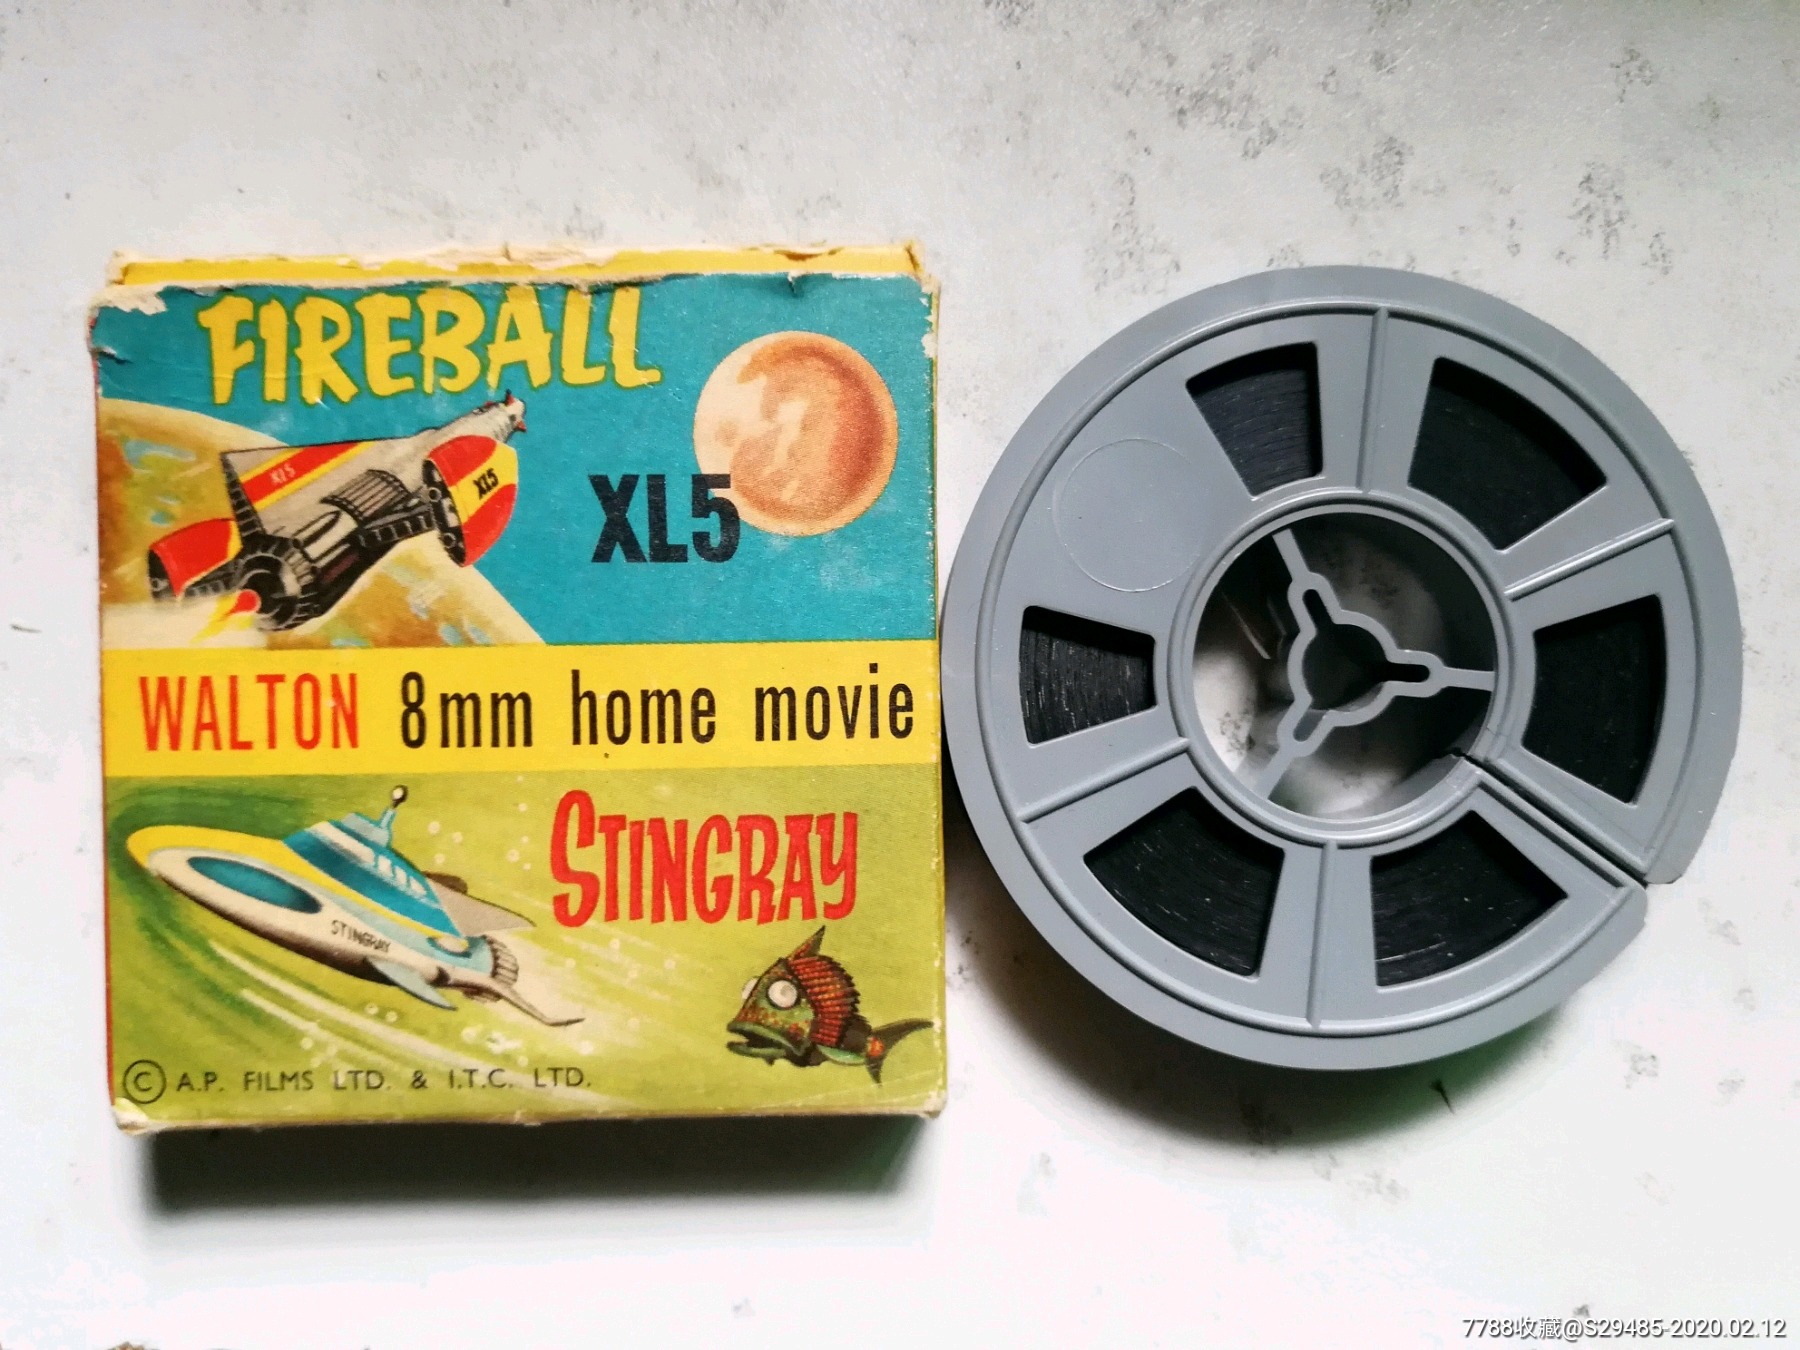 FIREBALL
XL5
XL5
XL5
WALTON 8mm home movie
STINGRAY
STINGRAY
© A.P. FILMS LTD. & I.T.C. LTD.
7788收藏@S29485-2020.02.12